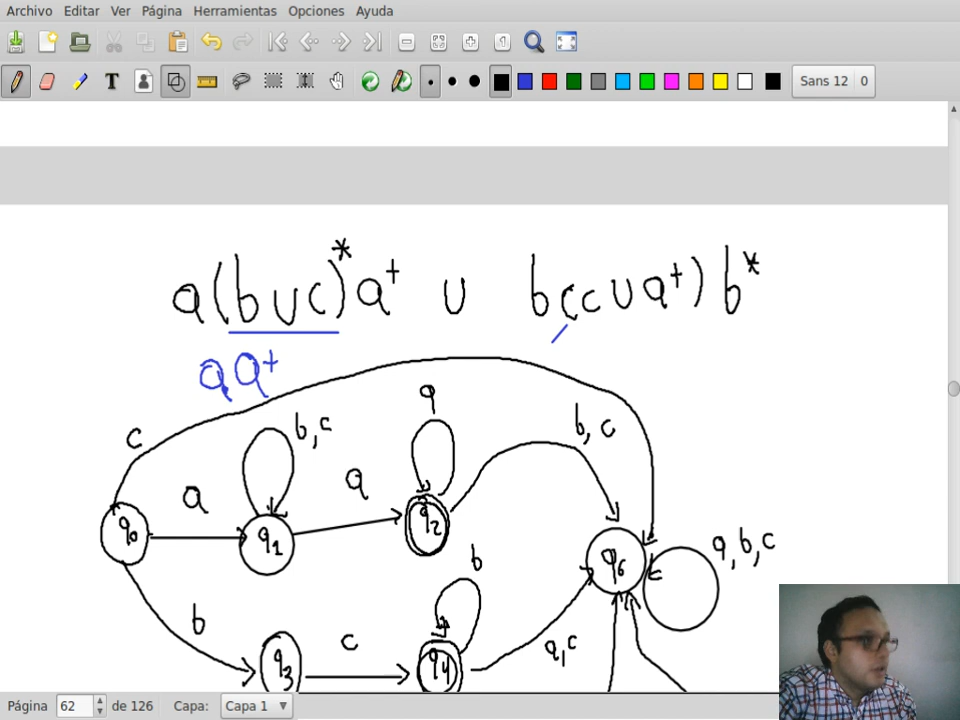 Archivo Editar Ver Página Herramientas Opciones Ayuda
T Sans 12 0
a(b∪c)*a⁺ ∪ b(c∪a⁺)b*
aa⁺
a
b, c
c
b, c
a
a
q0
q1
q2
q6
a, b, c
b
b
c
a, c
q3
q4
Página 62 de 126 Capa: Capa 1